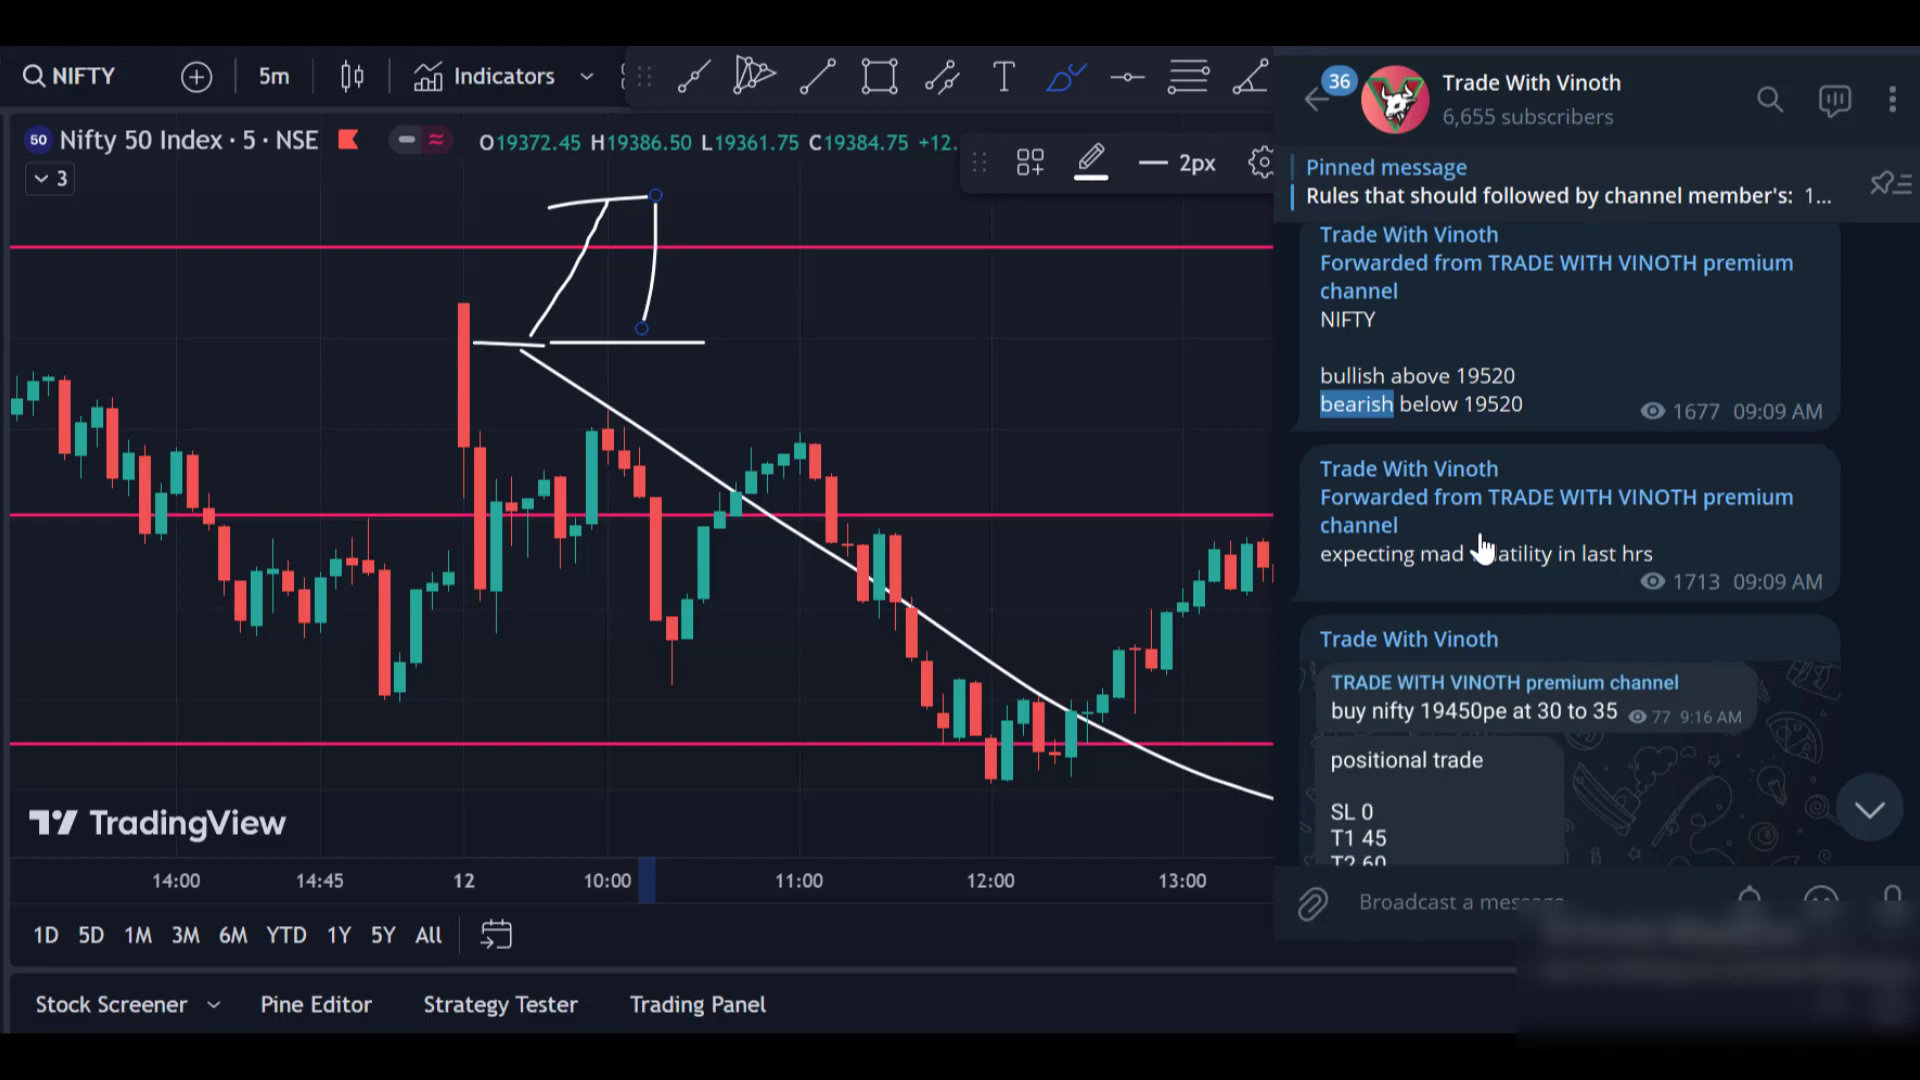 NIFTY
5m
Indicators
50 Nifty 50 Index · 5 · NSE
O19372.45 H19386.50 L19361.75 C19384.75 +12.
3
2px
TradingView
14:00 14:45 12 10:00 11:00 12:00 13:00
1D 5D 1M 3M 6M YTD 1Y 5Y All
Stock Screener Pine Editor Strategy Tester Trading Panel
36
Trade With Vinoth
6,655 subscribers
Pinned message
Rules that should followed by channel member's: 1...
Trade With Vinoth
Forwarded from TRADE WITH VINOTH premium
channel
NIFTY
bullish above 19520
bearish below 19520
1677 09:09 AM
Trade With Vinoth
Forwarded from TRADE WITH VINOTH premium
channel
expecting mad atility in last hrs
1713 09:09 AM
Trade With Vinoth
TRADE WITH VINOTH premium channel
buy nifty 19450pe at 30 to 35 77 9:16 AM
positional trade
SL 0
T1 45
T2 60
Broadcast a message